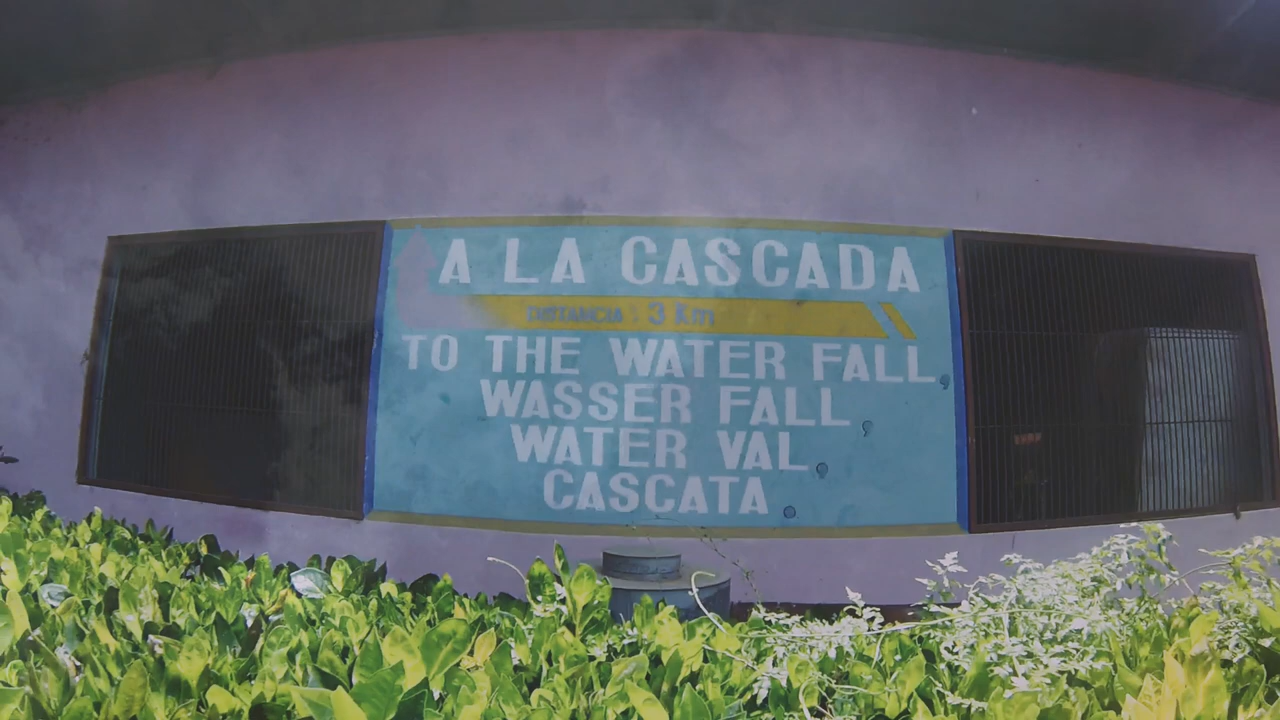 A LA CASCADA
DISTANCIA : 3 Km
TO THE WATER FALL
WASSER FALL
WATER VAL
CASCATA